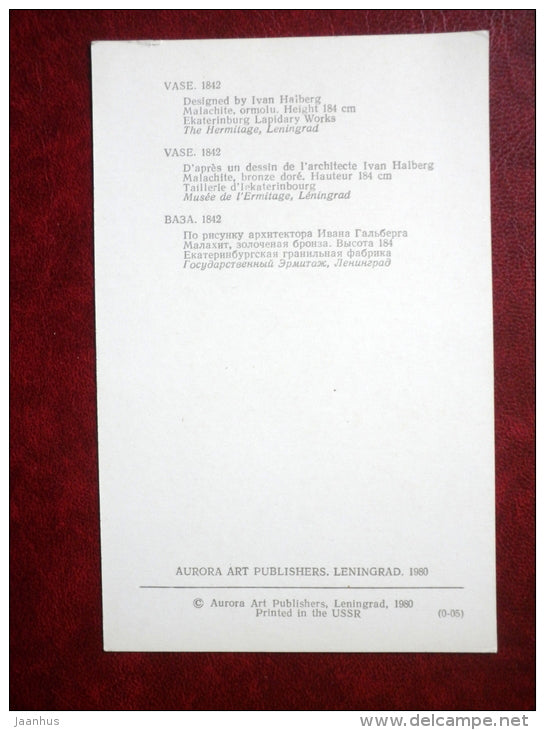 VASE. 1842
Designed by Ivan Halberg
Malachite, ormolu. Height 184 cm
Ekaterinburg Lapidary Works
The Hermitage, Leningrad
VASE. 1842
D'après un dessin de l'architecte Ivan Halberg
Malachite, bronze doré. Hauteur 184 cm
Taillerie d'Iekaterinbourg
Musée de l'Ermitage, Léningrad
ВАЗА. 1842
По рисунку архитектора Ивана Гальберга
Малахит, золоченая бронза. Высота 184
Екатеринбургская гранильная фабрика
Государственный Эрмитаж, Ленинград
AURORA ART PUBLISHERS. LENINGRAD. 1980
© Aurora Art Publishers, Leningrad, 1980
Printed in the USSR (0-05)
jaanhus
www.delcampe.net